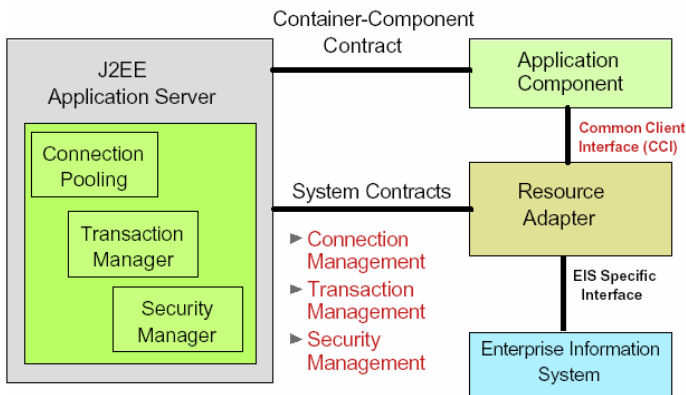 Container-Component
Contract
J2EE
Application Server
Connection
Pooling
Transaction
Manager
Security
Manager
System Contracts
Connection
Management
Transaction
Management
Security
Management
Application
Component
Common Client
Interface (CCI)
Resource
Adapter
EIS Specific
Interface
Enterprise Information
System